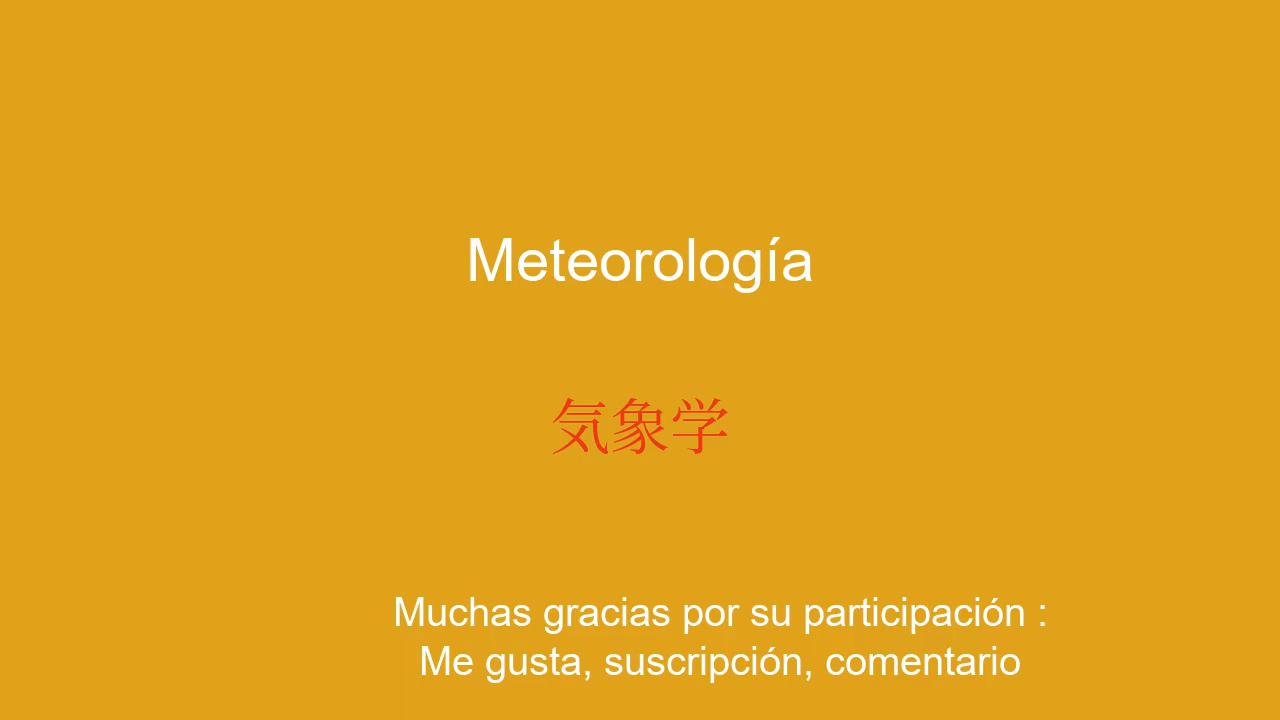 Meteorología
気象学
Muchas gracias por su participación :
Me gusta, suscripción, comentario